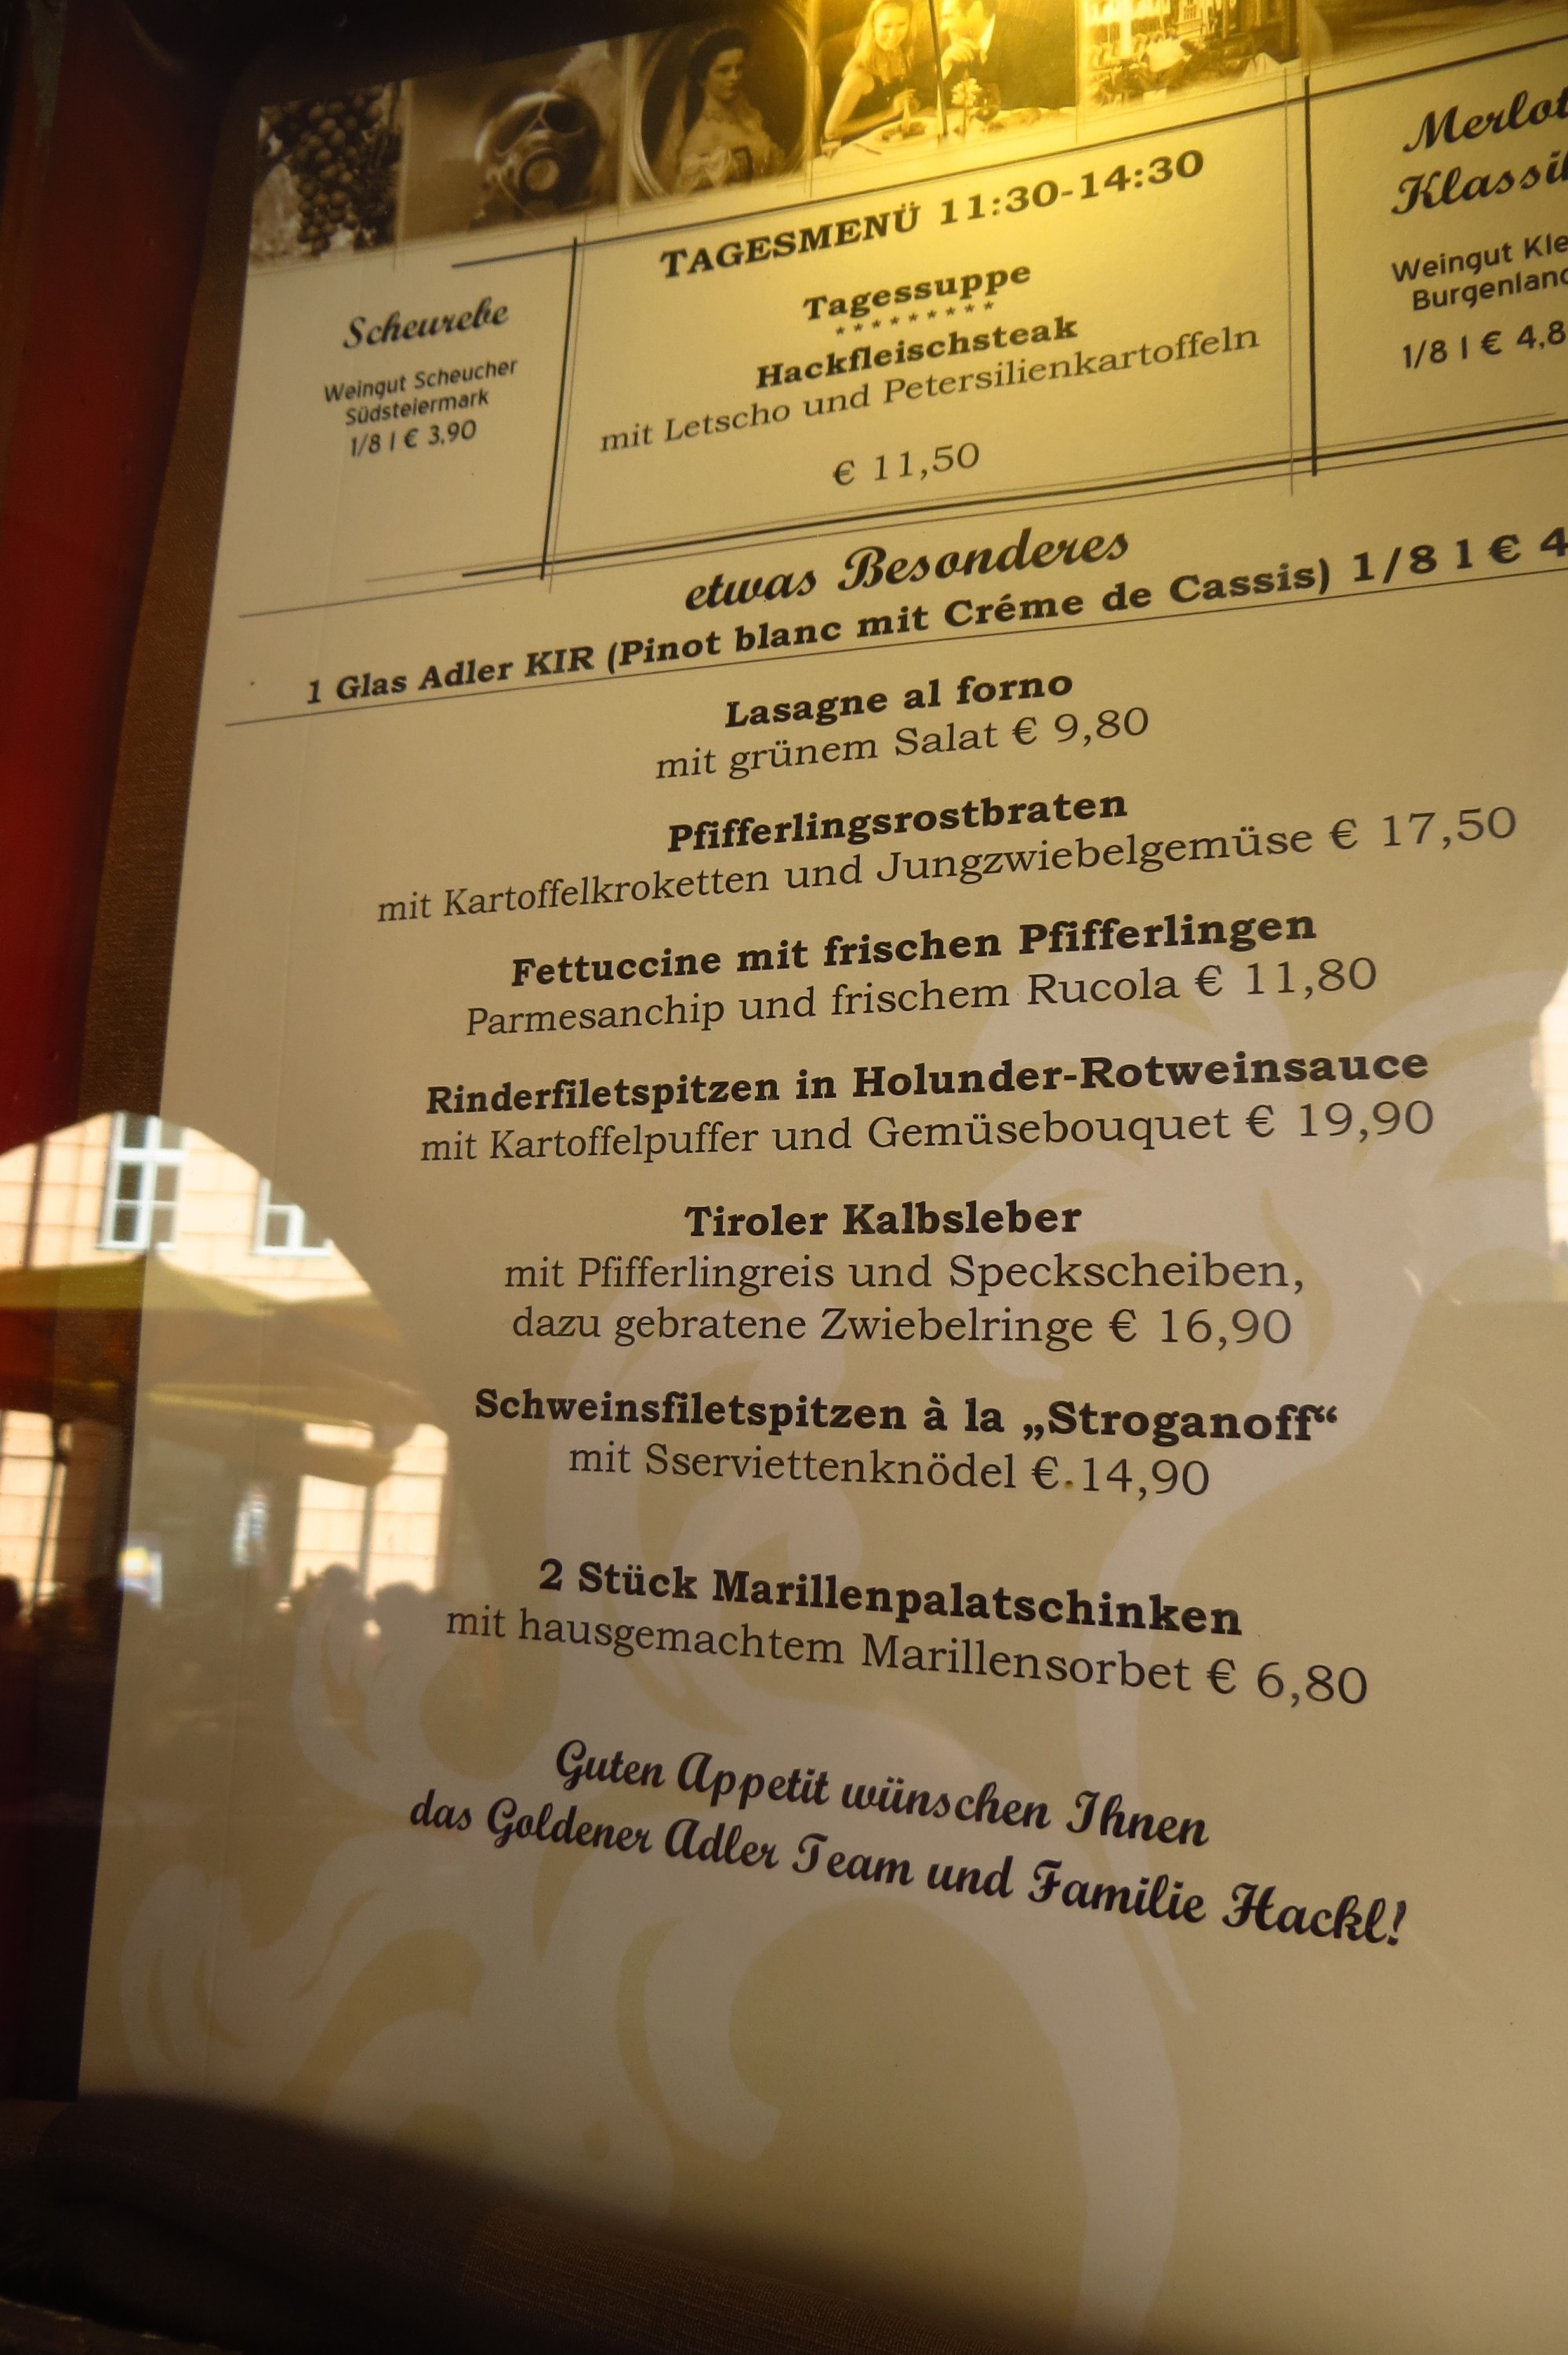 Scheurebe
Weingut Scheucher
Südsteiermark
1/8 l € 3,90
TAGESMENÜ 11:30-14:30
Tagessuppe
*********
Hackfleischsteak
mit Letscho und Petersilienkartoffeln
€ 11,50
Merlot
Weingut
1/8 l € 4,8
etwas Besonderes
1 Glas Adler KIR (Pinot blanc mit Créme de Cassis) 1/8 l € 4
Lasagne al forno
mit grünem Salat € 9,80
Pfifferlingsrostbraten
mit Kartoffelkroketten und Jungzwiebelgemüse € 17,50
Fettuccine mit frischen Pfifferlingen
Parmesanchip und frischem Rucola € 11,80
Rinderfiletspitzen in Holunder-Rotweinsauce
mit Kartoffelpuffer und Gemüsebouquet € 19,90
Tiroler Kalbsleber
mit Pfifferlingreis und Speckscheiben,
dazu gebratene Zwiebelringe € 16,90
Schweinsfiletspitzen à la „Stroganoff“
mit Sserviettenknödel €.14,90
2 Stück Marillenpalatschinken
mit hausgemachtem Marillensorbet € 6,80
Guten Appetit wünschen Ihnen
das Goldener Adler Team und Familie Hackl!